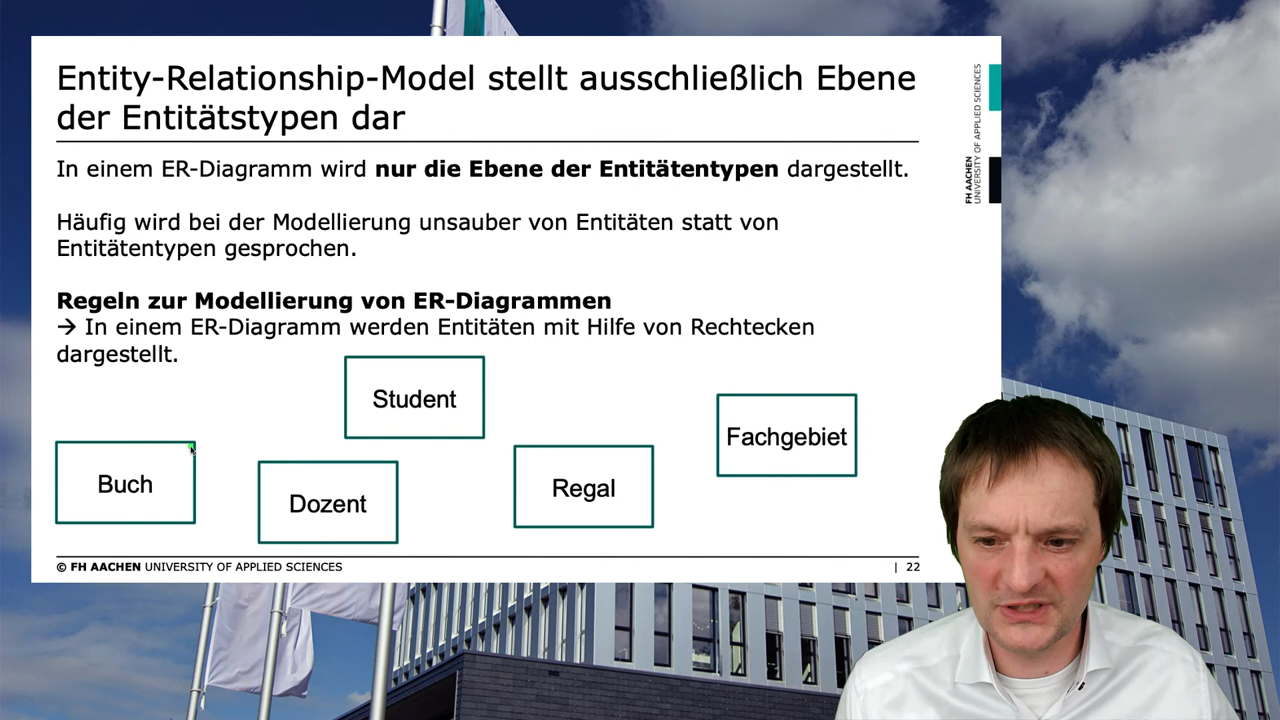 Entity-Relationship-Model stellt ausschließlich Ebene
der Entitätstypen dar
In einem ER-Diagramm wird nur die Ebene der Entitätentypen dargestellt.
Häufig wird bei der Modellierung unsauber von Entitäten statt von
Entitätentypen gesprochen.
Regeln zur Modellierung von ER-Diagrammen
→ In einem ER-Diagramm werden Entitäten mit Hilfe von Rechtecken
dargestellt.
Student
Fachgebiet
Buch
Dozent
Regal
© FH AACHEN UNIVERSITY OF APPLIED SCIENCES
| 22
FH AACHEN
UNIVERSITY OF APPLIED SCIENCES